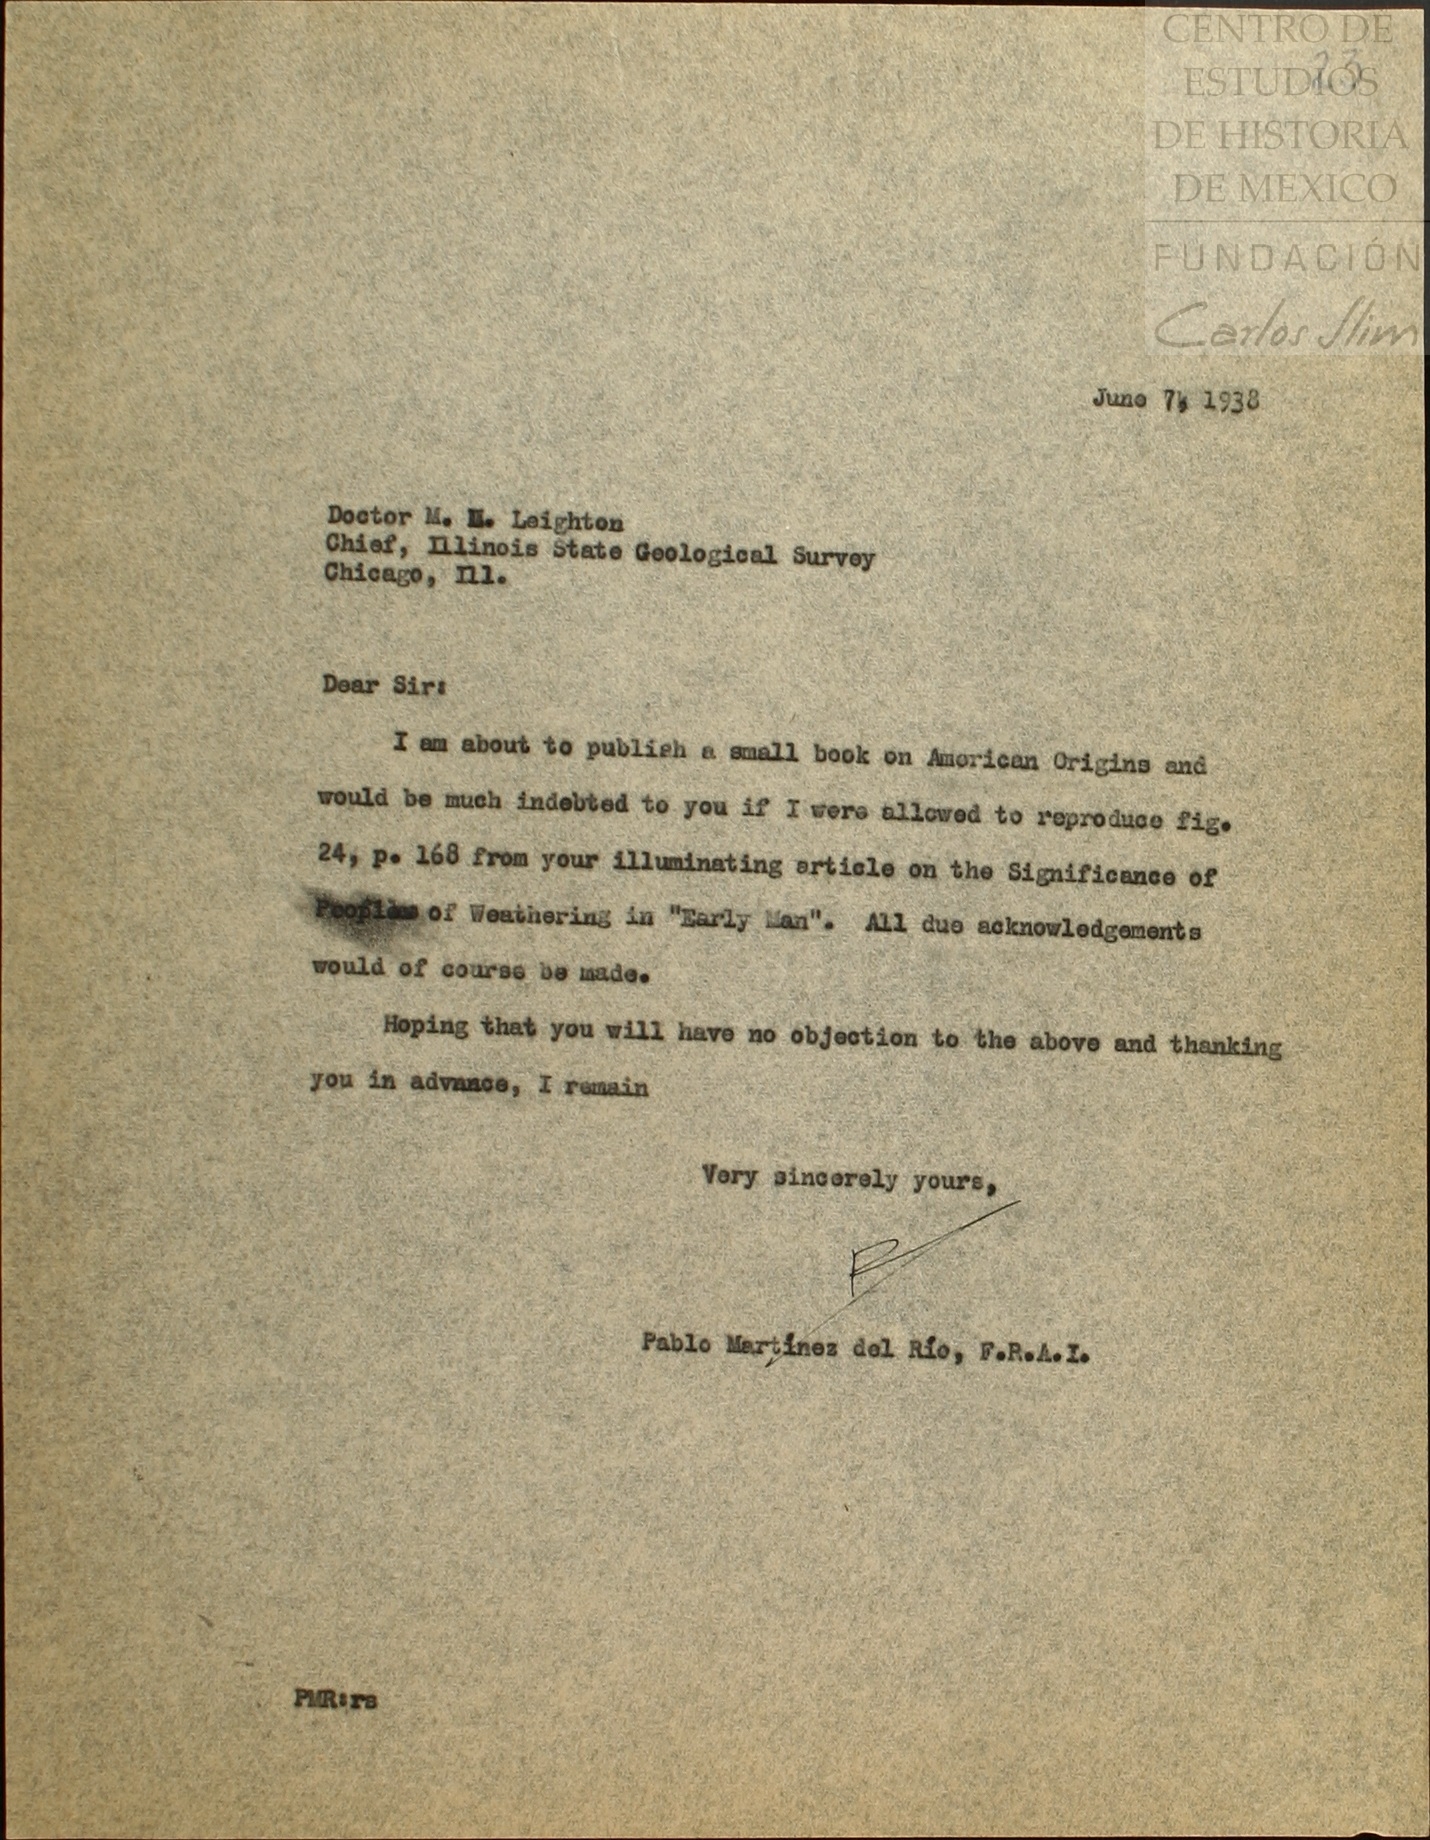 CENTRO DE
ESTUDIOS
DE HISTORIA
DE MEXICO
FUNDACIÓN
Carlos Slim
23
June 7, 1938
Doctor M. M. Leighton
Chief, Illinois State Geological Survey
Chicago, Ill.
Dear Sir:
I am about to publish a small book on American Origins and
would be much indebted to you if I were allowed to reproduce fig.
24, p. 168 from your illuminating article on the Significance of
of Weathering in "Early Man". All due acknowledgements
would of course be made.
Hoping that you will have no objection to the above and thanking
you in advance, I remain
Very sincerely yours,
Pablo Martínez del Río, F.R.A.I.
PMR:rs